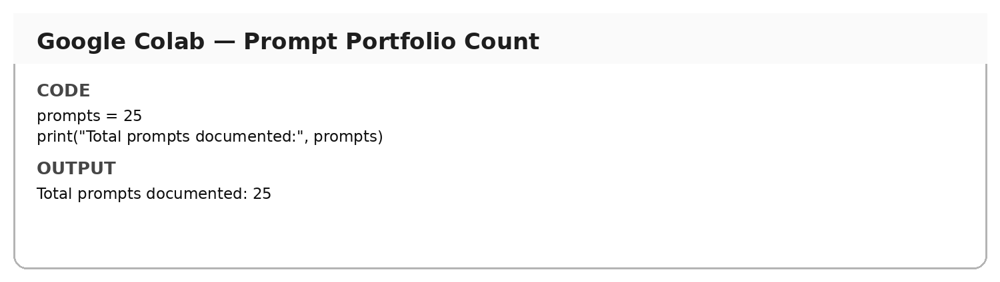 Google Colab — Prompt Portfolio Count
CODE
prompts = 25
print("Total prompts documented:", prompts)
OUTPUT
Total prompts documented: 25